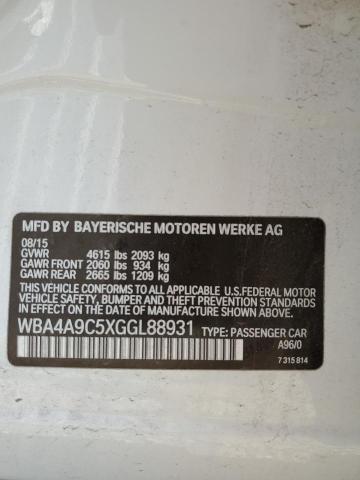 MFD BY BAYERISCHE MOTOREN WERKE AG
08/15
GVWR 4615 lbs 2093 kg
GAWR FRONT 2060 lbs 934 kg
GAWR REAR 2665 lbs 1209 kg
THIS VEHICLE CONFORMS TO ALL APPLICABLE U.S.FEDERAL MOTOR
VEHICLE SAFETY, BUMPER, AND THEFT PREVENTION STANDARDS
IN EFFECT ON THE DATE OF MANUFACTURE SHOWN ABOVE.
WBA4A9C5XGGL88931 TYPE: PASSENGER CAR
A96/0
7 315 814